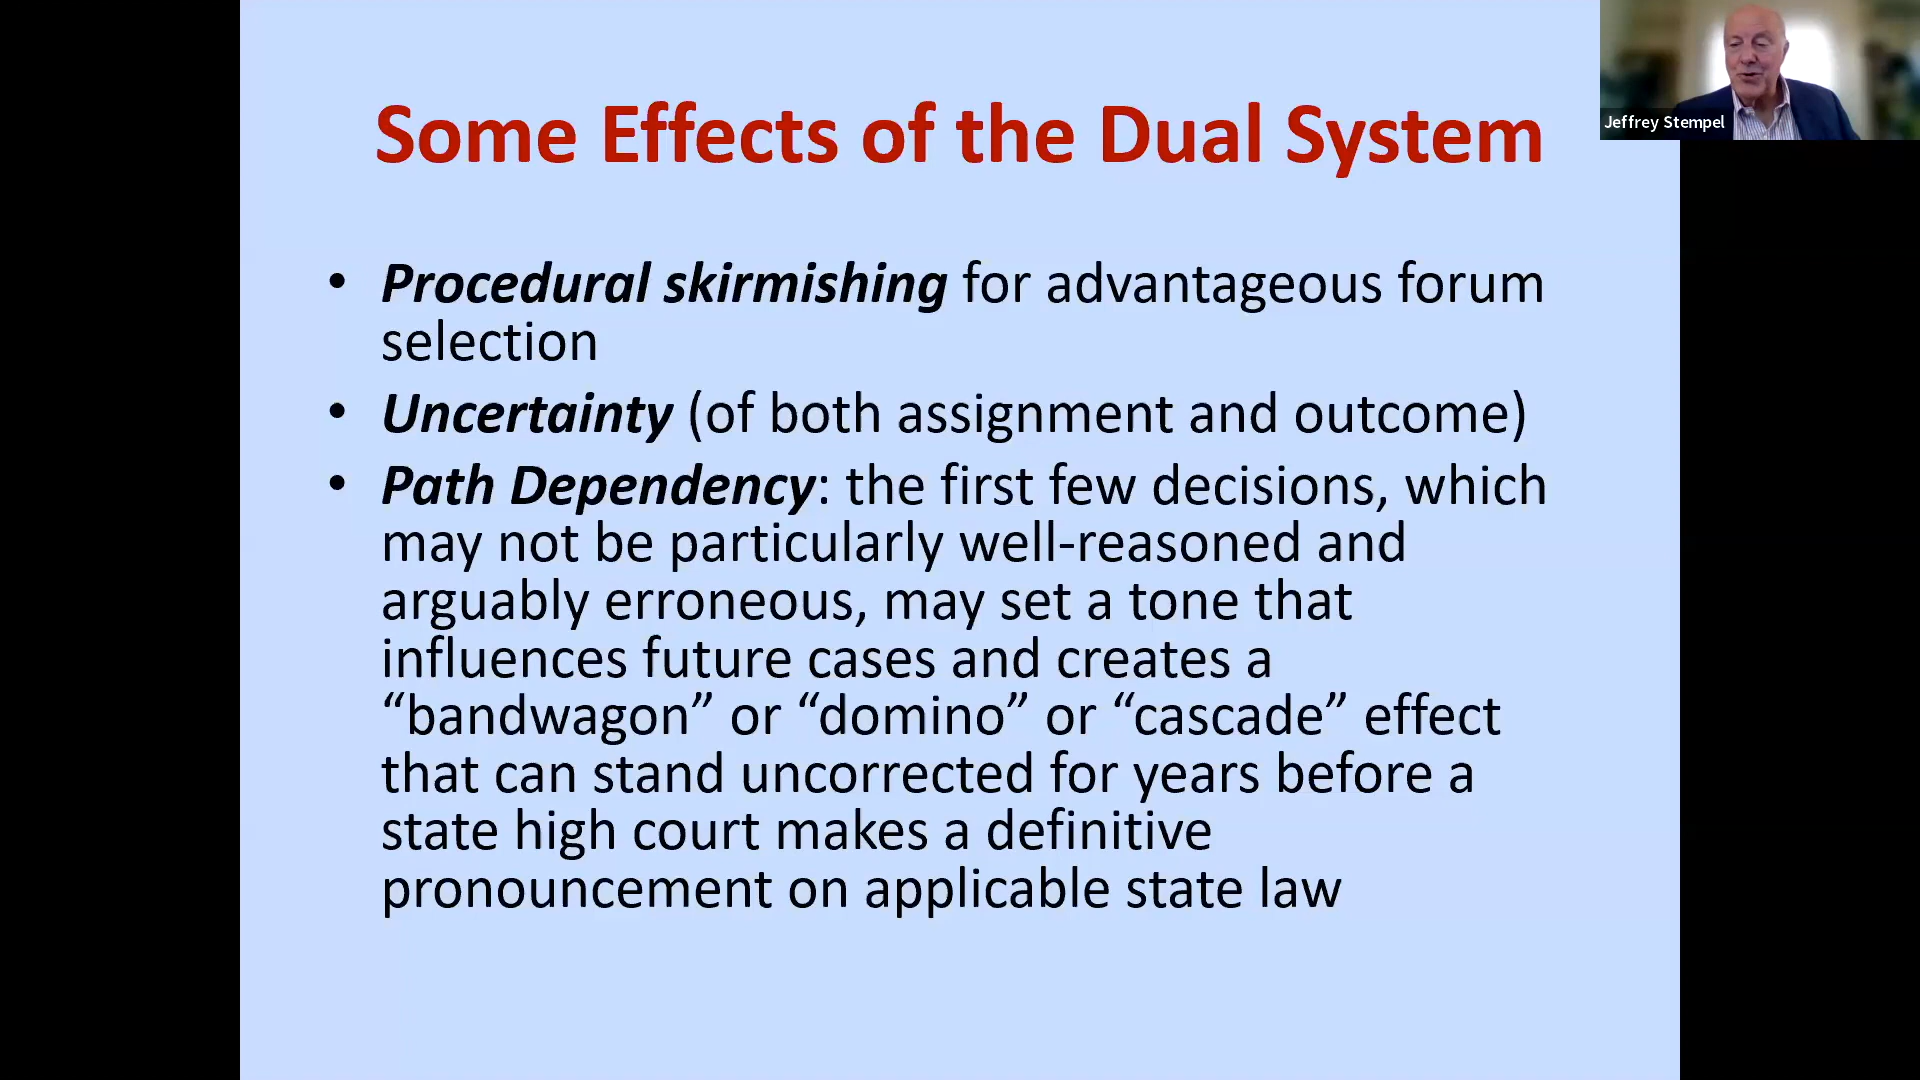 Some Effects of the Dual System
Jeffrey Stempel
• Procedural skirmishing for advantageous forum
selection
• Uncertainty (of both assignment and outcome)
• Path Dependency: the first few decisions, which
may not be particularly well-reasoned and
arguably erroneous, may set a tone that
influences future cases and creates a
“bandwagon” or “domino” or “cascade” effect
that can stand uncorrected for years before a
state high court makes a definitive
pronouncement on applicable state law